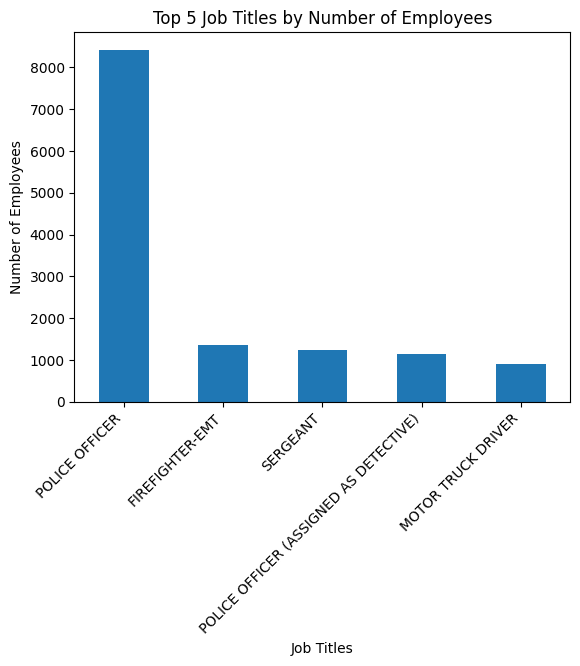 Top 5 Job Titles by Number of Employees
Number of Employees
8000
7000
6000
5000
4000
3000
2000
1000
0
POLICE OFFICER
FIREFIGHTER-EMT
SERGEANT
POLICE OFFICER (ASSIGNED AS DETECTIVE)
MOTOR TRUCK DRIVER
Job Titles